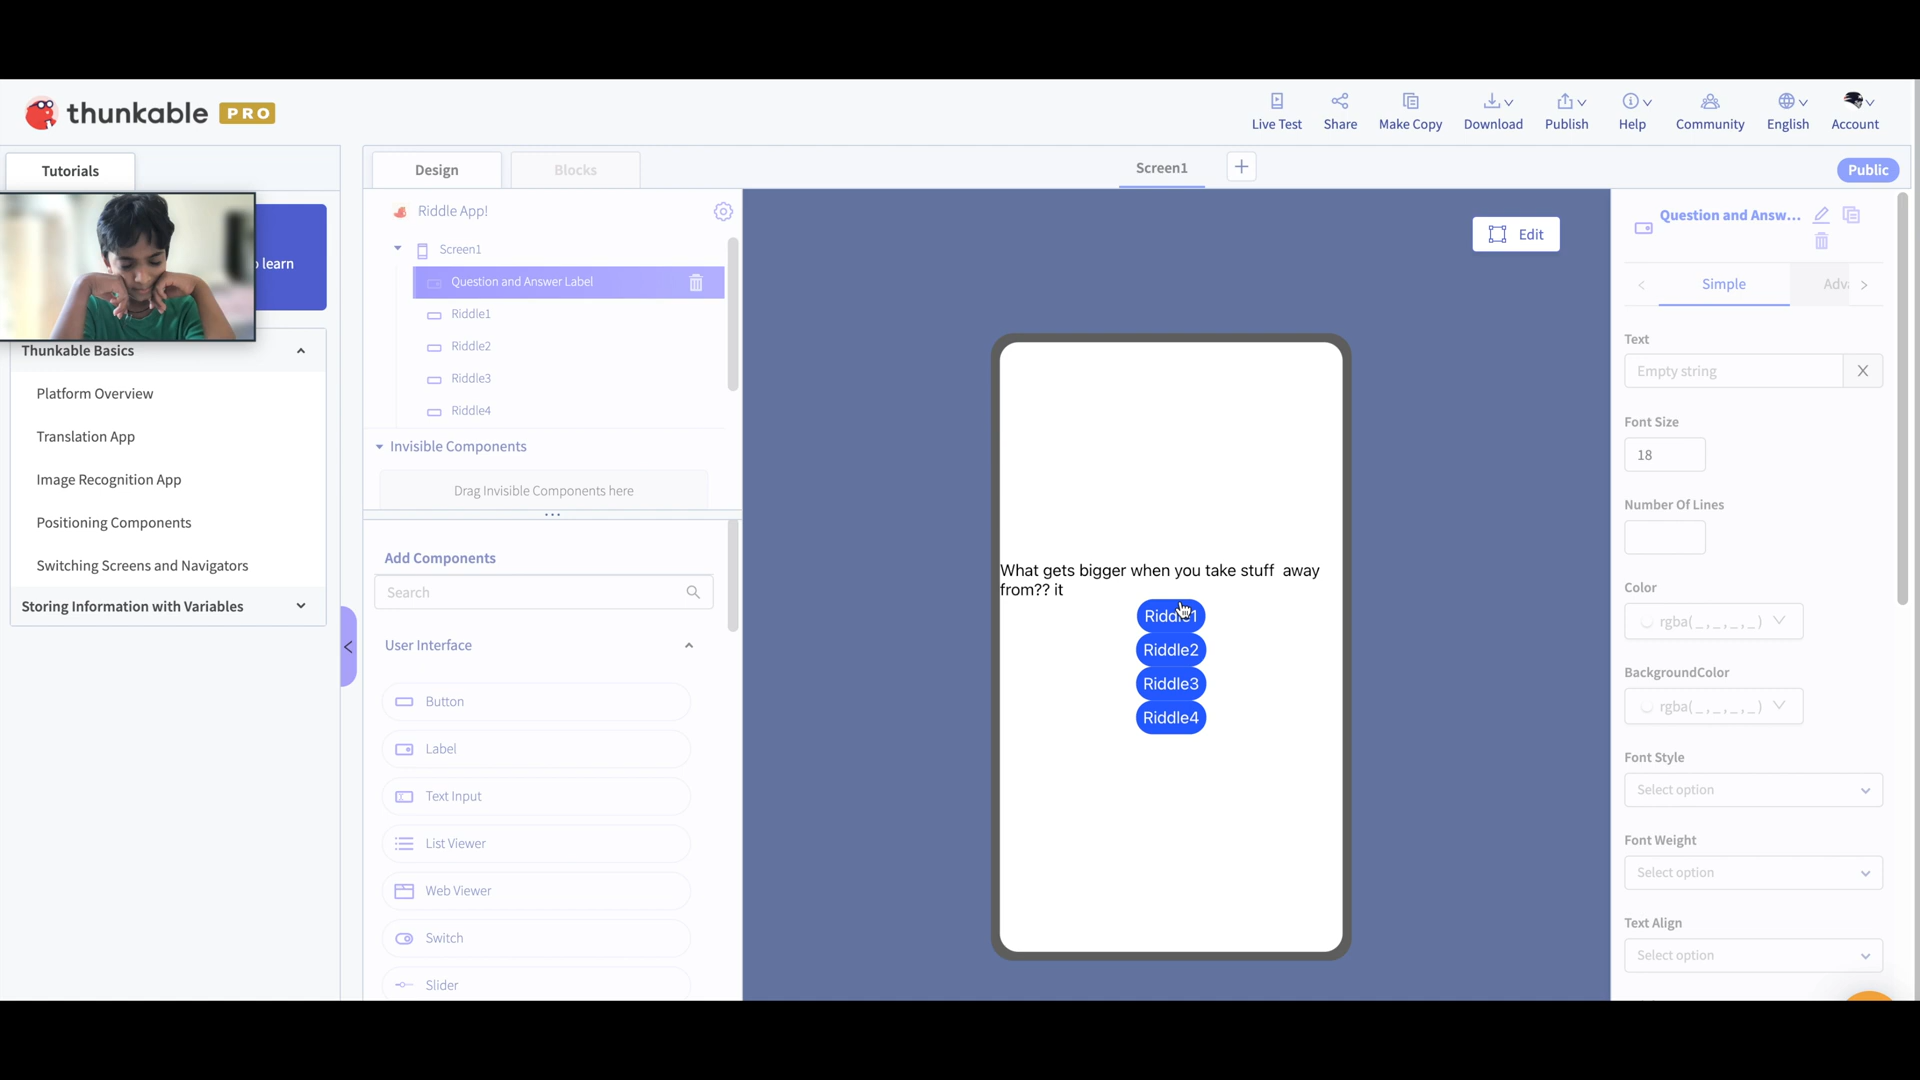 thunkable PRO
Live Test
Share
Make Copy
Download
Publish
Help
Community
English
Account
Tutorials
learn
Thunkable Basics
Platform Overview
Translation App
Image Recognition App
Positioning Components
Switching Screens and Navigators
Storing Information with Variables
Design
Blocks
Screen1
Public
Riddle App!
Screen1
Question and Answer Label
Riddle1
Riddle2
Riddle3
Riddle4
Invisible Components
Drag Invisible Components here
Add Components
Search
User Interface
Button
Label
Text Input
List Viewer
Web Viewer
Switch
Slider
Edit
What gets bigger when you take stuff away
from?? it
Riddle1
Riddle2
Riddle3
Riddle4
Question and Answ...
Simple
Adv
Text
Empty string
X
Font Size
18
Number Of Lines
Color
rgba(_,_,_,_)
BackgroundColor
rgba(_,_,_,_)
Font Style
Select option
Font Weight
Select option
Text Align
Select option